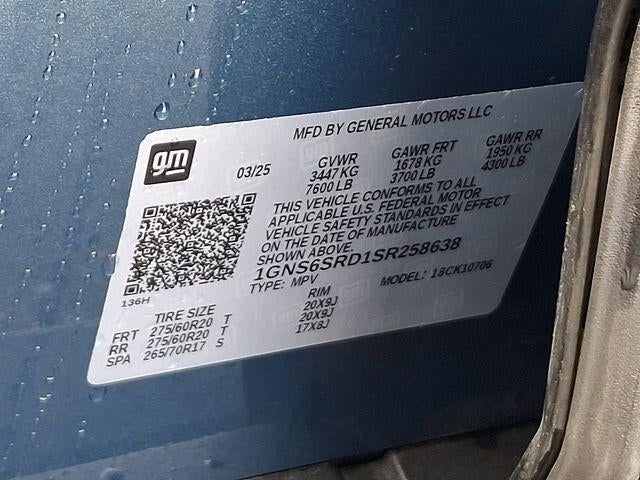 MFD BY GENERAL MOTORS LLC
gm
03/25
GVWR GAWR FRT GAWR RR
3447 KG 1678 KG 1950 KG
7600 LB 3700 LB 4300 LB
THIS VEHICLE CONFORMS TO ALL
APPLICABLE U.S. FEDERAL MOTOR
VEHICLE SAFETY STANDARDS IN EFFECT
ON THE DATE OF MANUFACTURE
SHOWN ABOVE.
1GNS6SRD1SR258638
TYPE: MPV MODEL: 18CK10706
136H
TIRE SIZE RIM
FRT 275/60R20 T 20X9J
RR 275/60R20 T 20X9J
SPA 265/70R17 S 17X8J